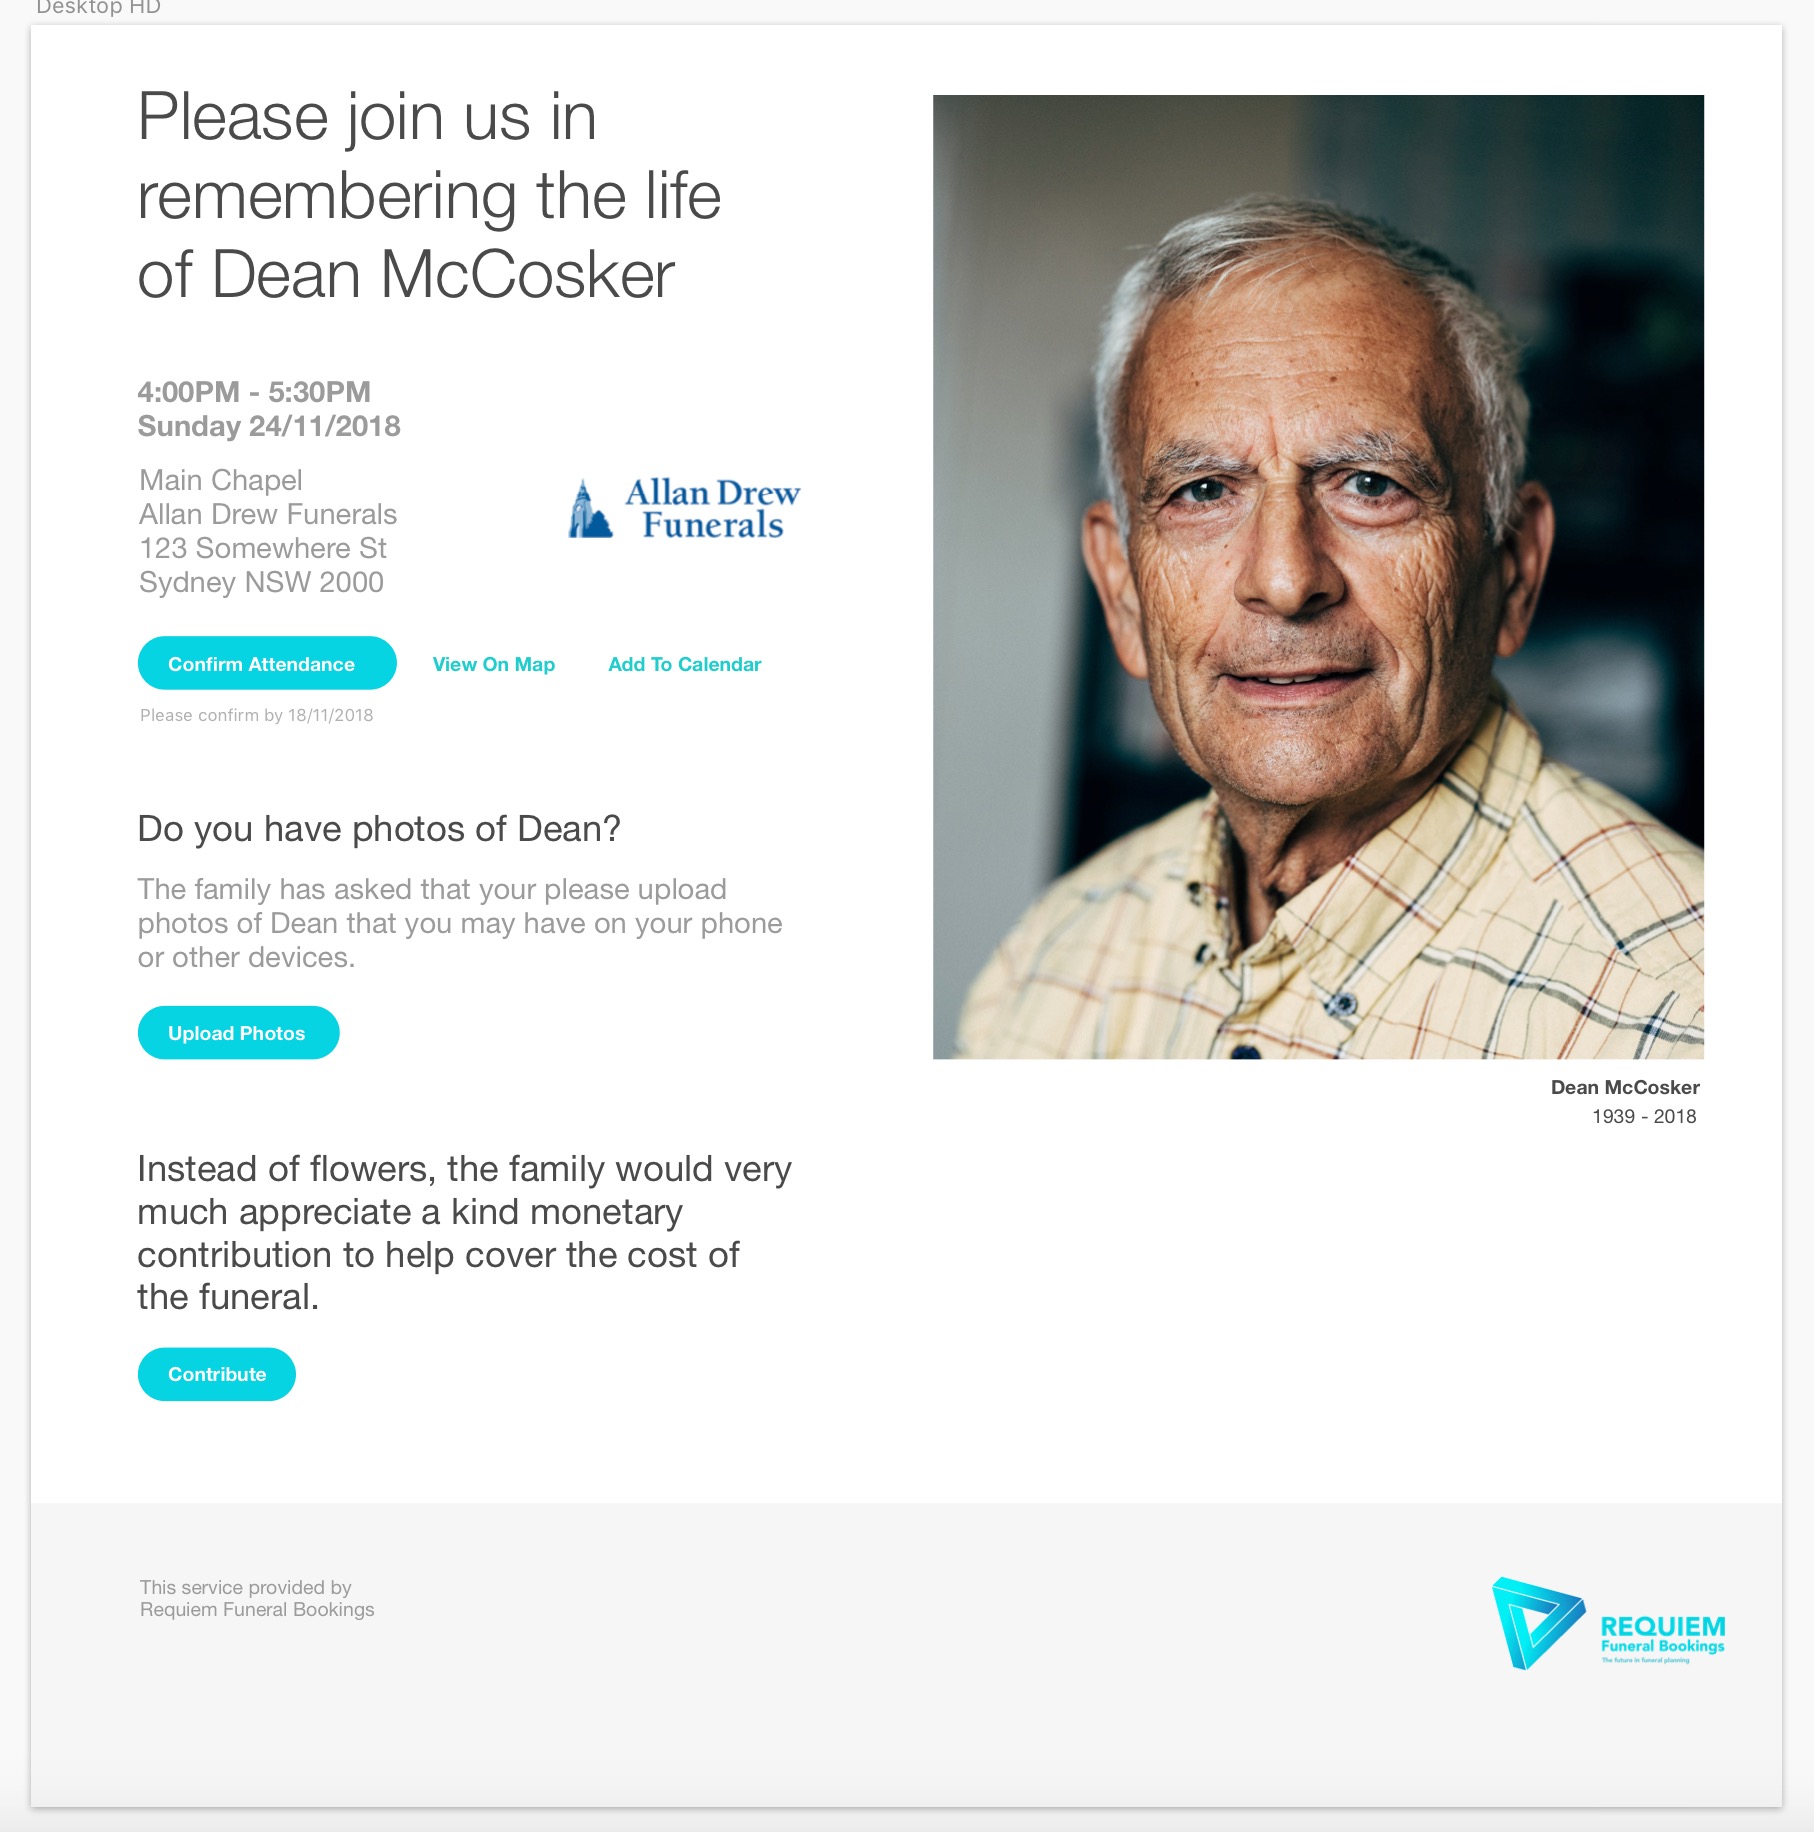 Desktop HD
Please join us in
remembering the life
of Dean McCosker
4:00PM - 5:30PM
Sunday 24/11/2018
Main Chapel
Allan Drew Funerals
123 Somewhere St
Sydney NSW 2000
Allan Drew
Funerals
Confirm Attendance
View On Map
Add To Calendar
Please confirm by 18/11/2018
Do you have photos of Dean?
The family has asked that your please upload
photos of Dean that you may have on your phone
or other devices.
Upload Photos
Dean McCosker
1939 - 2018
Instead of flowers, the family would very
much appreciate a kind monetary
contribution to help cover the cost of
the funeral.
Contribute
This service provided by
Requiem Funeral Bookings
REQUIEM
Funeral Bookings
The future in funeral planning